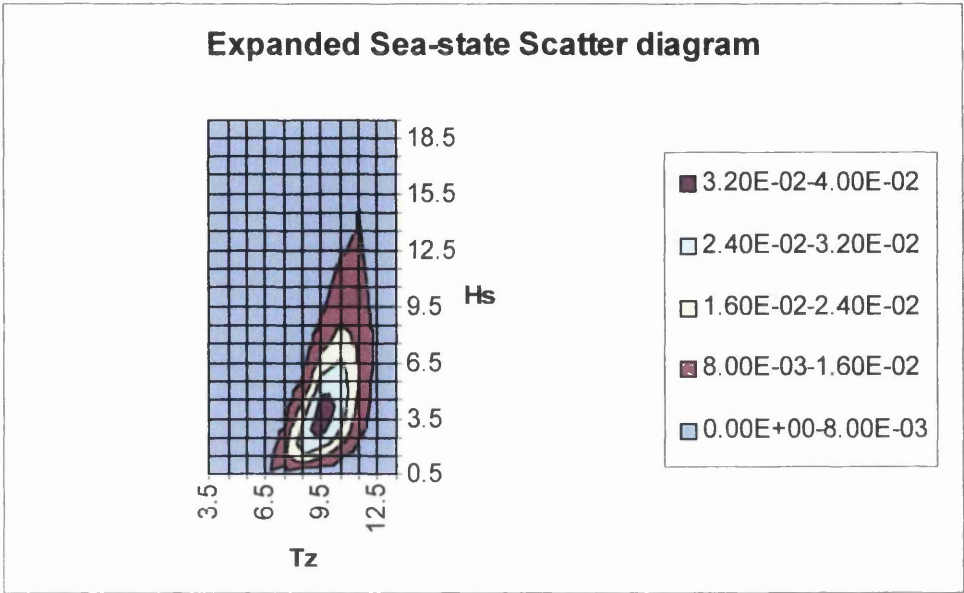 Expanded Sea-state Scatter diagram
18.5
15.5
12.5
9.5
6.5
3.5
0.5
Hs
3.5
6.5
9.5
12.5
Tz
3.20E-02-4.00E-02
2.40E-02-3.20E-02
1.60E-02-2.40E-02
8.00E-03-1.60E-02
0.00E+00-8.00E-03